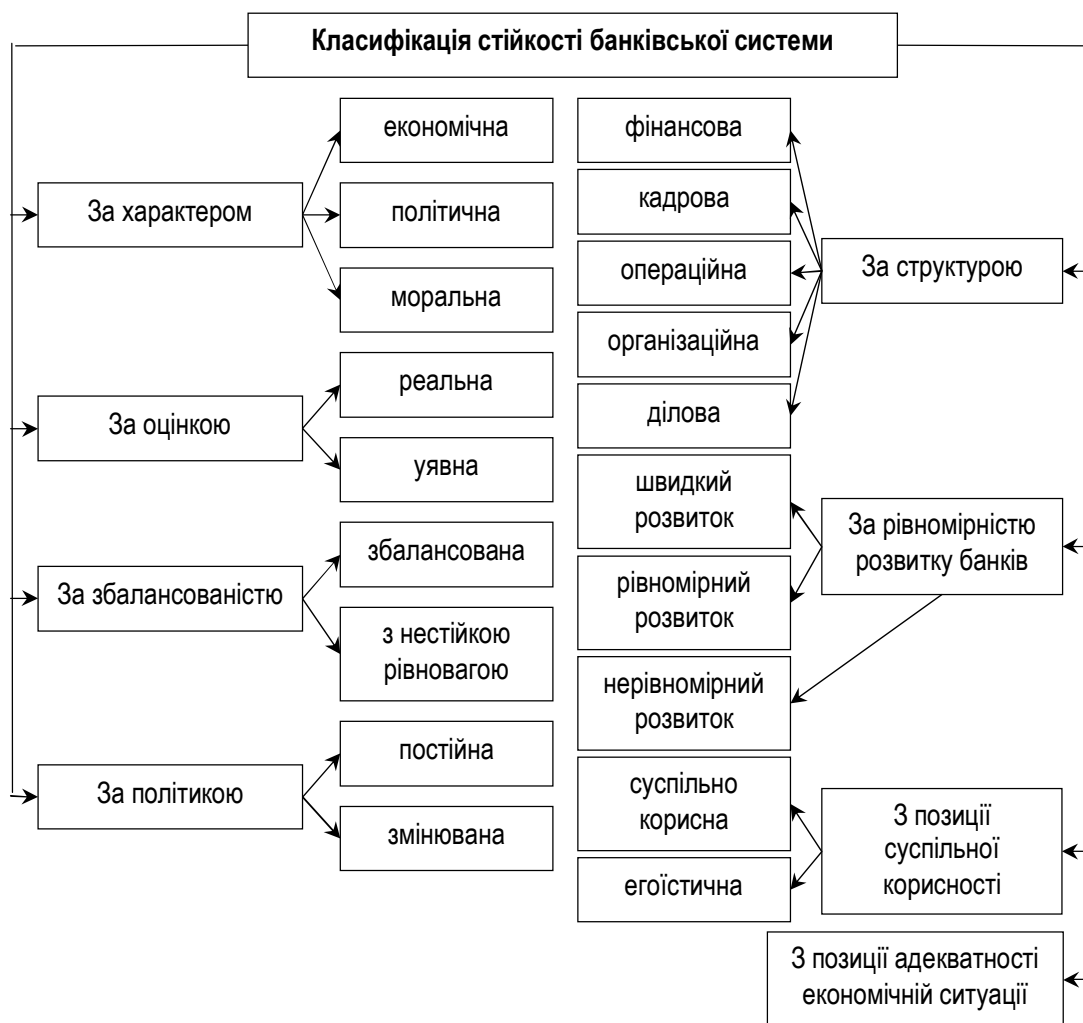 Класифікація стійкості банківської системи
За характером
економічна
політична
моральна
За оцінкою
реальна
уявна
За збалансованістю
збалансована
з нестійкою
рівновагою
За політикою
постійна
змінювана
фінансова
кадрова
операційна
організаційна
ділова
За структурою
швидкий
розвиток
рівномірний
розвиток
нерівномірний
розвиток
За рівномірністю
розвитку банків
суспільно
корисна
егоїстична
З позиції
суспільної
корисності
З позиції адекватності
економічній ситуації